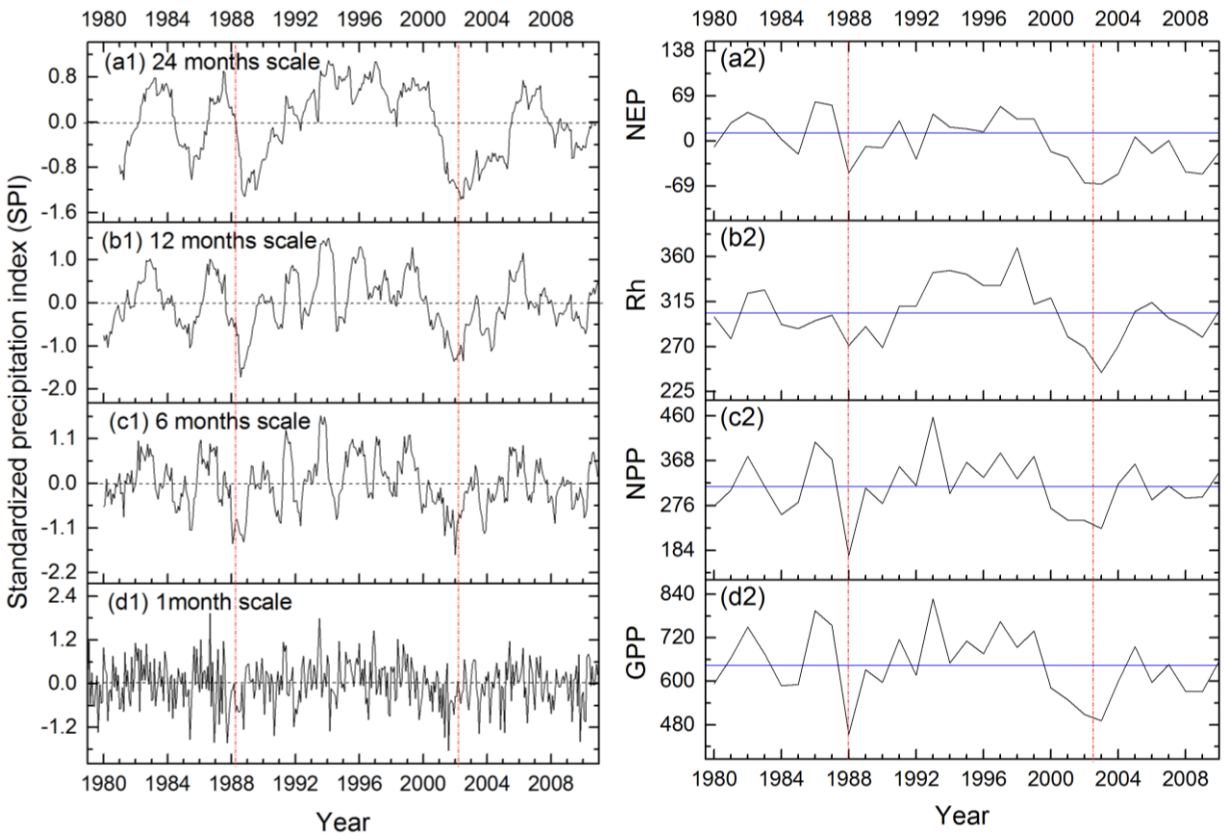 1980 1984 1988 1992 1996 2000 2004 2008
Standardized precipitation index (SPI)
(a1) 24 months scale
0.8
0.0
-0.8
-1.6
(b1) 12 months scale
1.0
0.0
-1.0
-2.0
(c1) 6 months scale
1.1
0.0
-1.1
-2.2
(d1) 1month scale
2.4
1.2
0.0
-1.2
1980 1984 1988 1992 1996 2000 2004 2008
Year
1980 1984 1988 1992 1996 2000 2004 2008
(a2)
NEP
138
69
0
-69
(b2)
Rh
360
315
270
225
(c2)
NPP
460
368
276
184
(d2)
GPP
840
720
600
480
1980 1984 1988 1992 1996 2000 2004 2008
Year